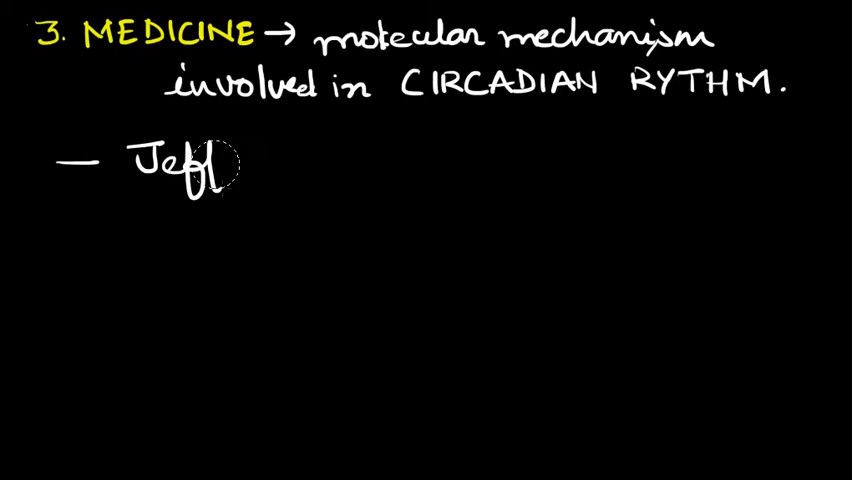 3. MEDICINE → molecular mechanism
involved in CIRCADIAN RYTHM.
— Jeff